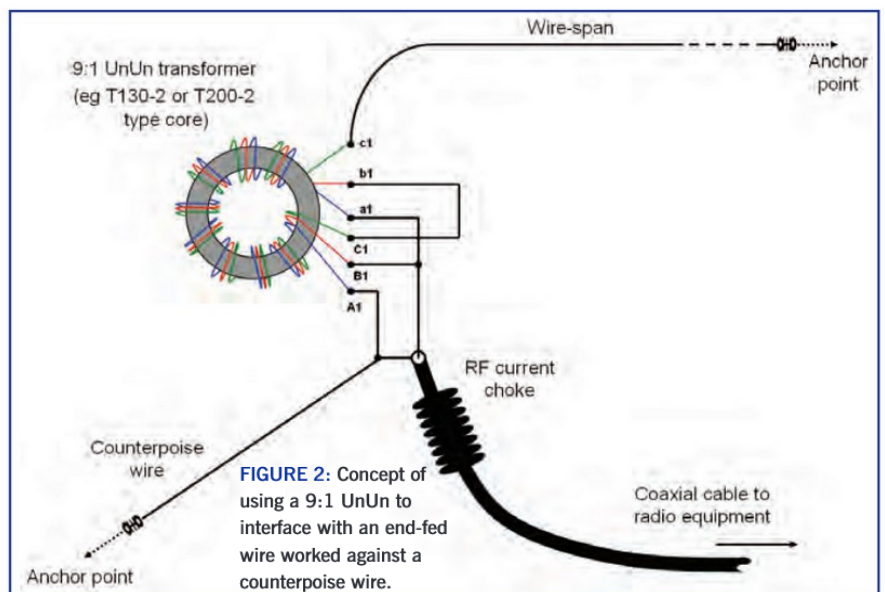 Wire-span
Anchor
point
9:1 UnUn transformer
(eg T130-2 or T200-2
type core)
c1
b1
a1
C1
B1
A1
RF current
choke
Counterpoise
wire
FIGURE 2: Concept of
using a 9:1 UnUn to
interface with an end-fed
wire worked against a
counterpoise wire.
Coaxial cable to
radio equipment
Anchor point